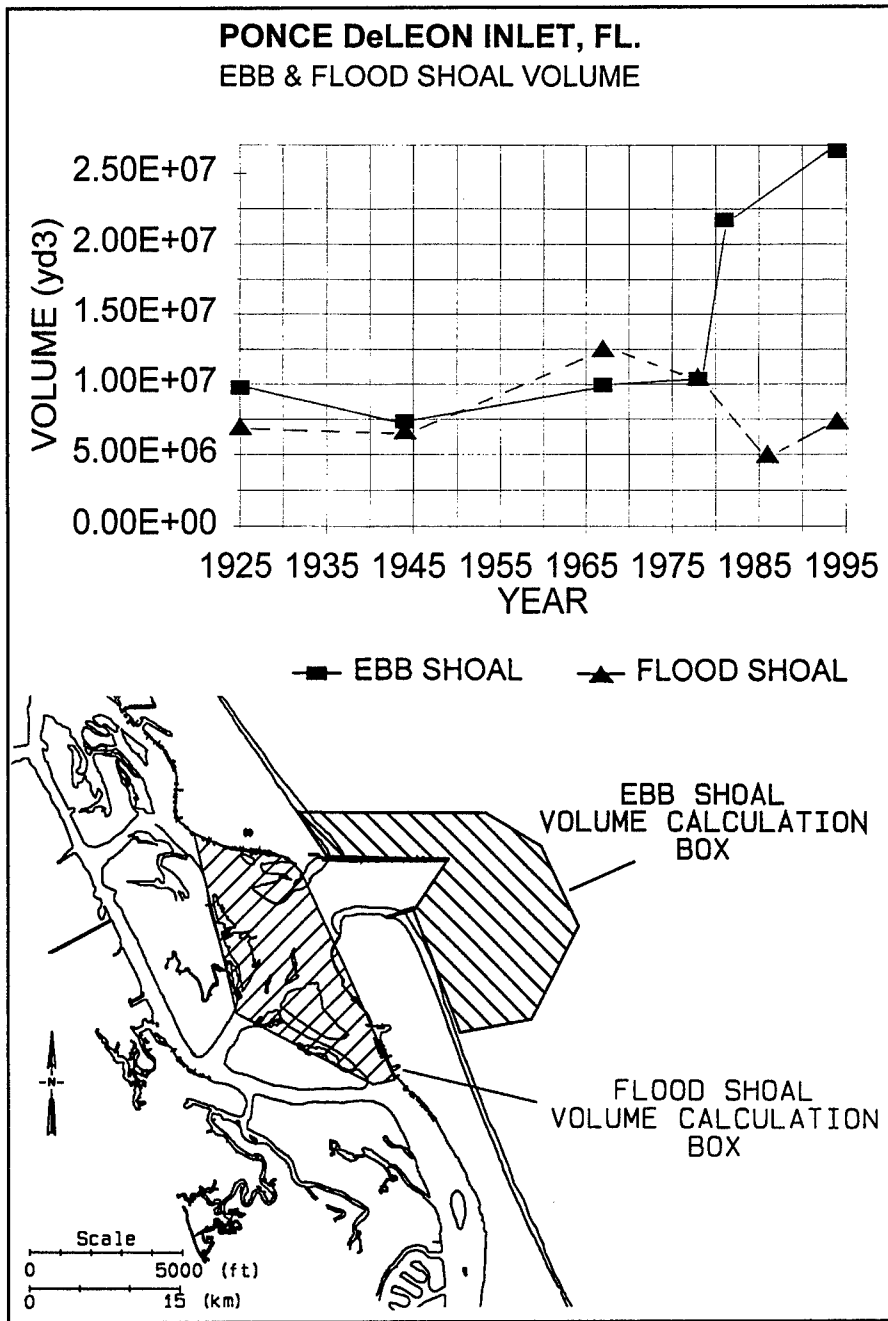 PONCE DeLEON INLET, FL.
EBB & FLOOD SHOAL VOLUME
VOLUME (yd3)
2.50E+07
2.00E+07
1.50E+07
1.00E+07
5.00E+06
0.00E+00
1925 1935 1945 1955 1965 1975 1985 1995
YEAR
EBB SHOAL FLOOD SHOAL
EBB SHOAL
VOLUME CALCULATION
BOX
N
FLOOD SHOAL
VOLUME CALCULATION
BOX
Scale
0 5000 (ft)
0 15 (km)